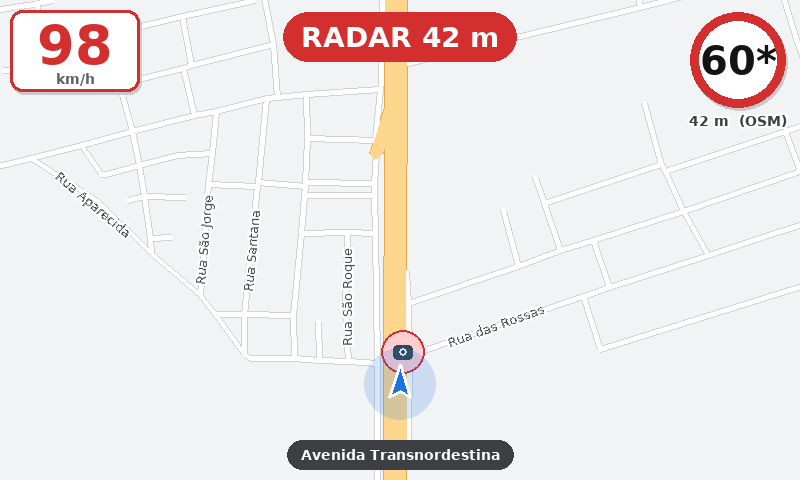 98
km/h
RADAR 42 m
60*
42 m (OSM)
Rua Aparecida
Rua São Jorge
Rua Santana
Rua São Roque
Rua das Rossas
Avenida Transnordestina